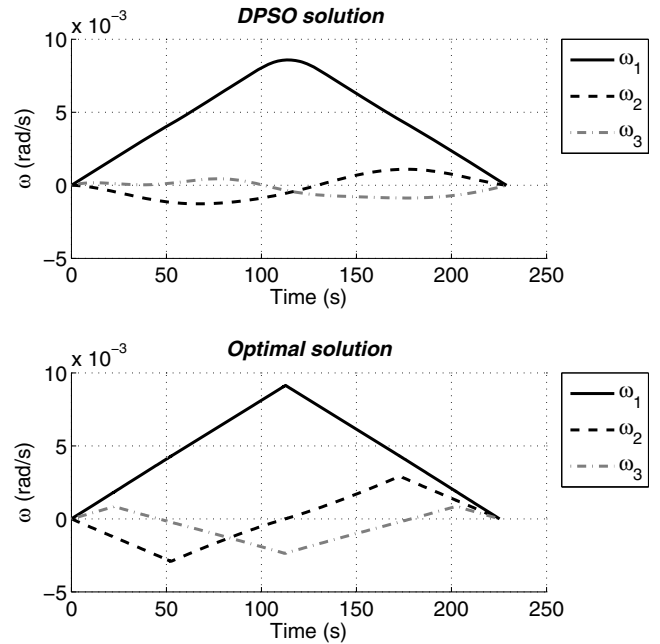 DPSO solution
x 10⁻³
10
5
0
−5
ω (rad/s)
0 50 100 150 200 250
Time (s)
ω₁
ω₂
ω₃
Optimal solution
x 10⁻³
10
5
0
−5
ω (rad/s)
0 50 100 150 200 250
Time (s)
ω₁
ω₂
ω₃